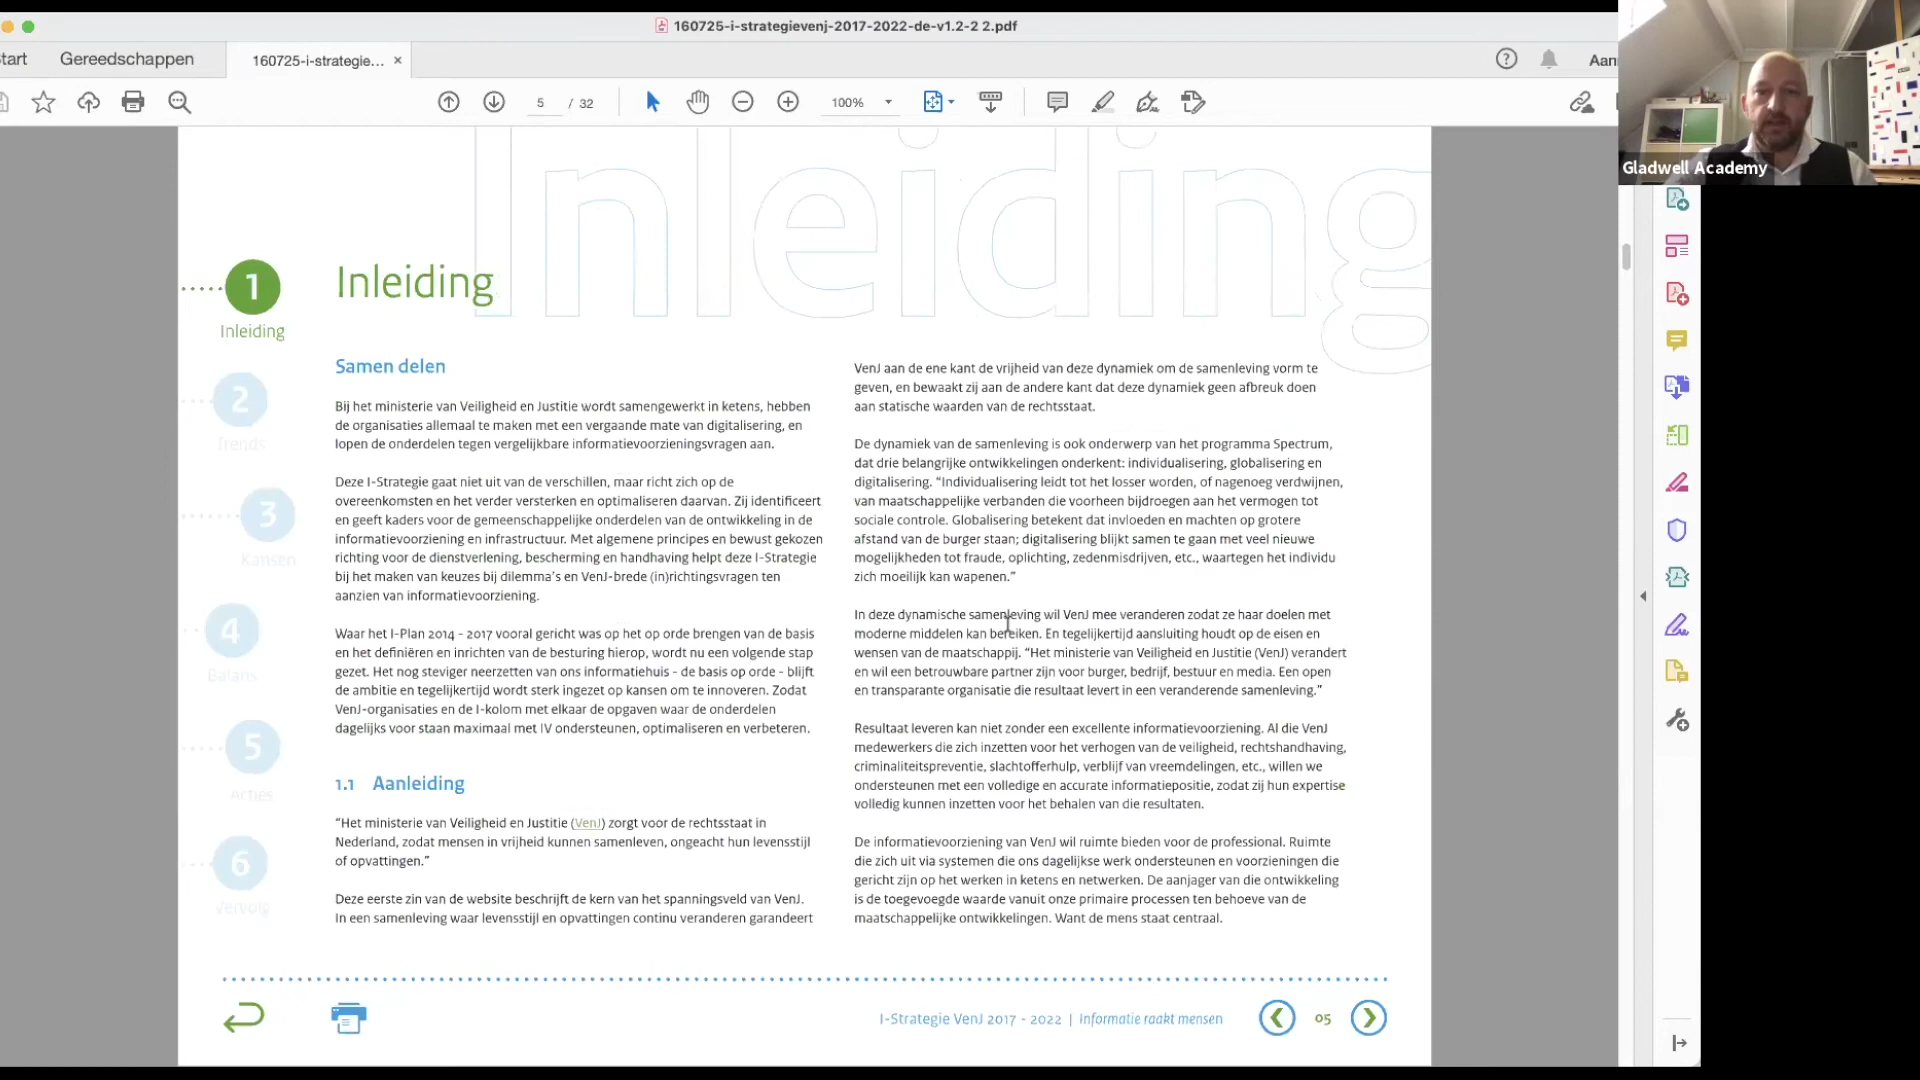 160725-i-strategievenj-2017-2022-de-v1.2-2 2.pdf
tart
Gereedschappen
160725-i-strategie...
Aan
5
/ 32
100%
Gladwell Academy
Inleiding
1
Inleiding
Inleiding
2
Trends
3
Kansen
4
Balans
5
Acties
6
Vervolg
Samen delen
Bij het ministerie van Veiligheid en Justitie wordt samengewerkt in ketens, hebben
de organisaties allemaal te maken met een vergaande mate van digitalisering, en
lopen de onderdelen tegen vergelijkbare informatievoorzieningsvragen aan.
Deze I-Strategie gaat niet uit van de verschillen, maar richt zich op de
overeenkomsten en het verder versterken en optimaliseren daarvan. Zij identificeert
en geeft kaders voor de gemeenschappelijke onderdelen van de ontwikkeling in de
informatievoorziening en infrastructuur. Met algemene principes en bewust gekozen
richting voor de dienstverlening, bescherming en handhaving helpt deze I-Strategie
bij het maken van keuzes bij dilemma's en VenJ-brede (in)richtingsvragen ten
aanzien van informatievoorziening.
Waar het I-Plan 2014 - 2017 vooral gericht was op het op orde brengen van de basis
en het definiëren en inrichten van de besturing hierop, wordt nu een volgende stap
gezet. Het nog steviger neerzetten van ons informatiehuis - de basis op orde - blijft
de ambitie en tegelijkertijd wordt sterk ingezet op kansen om te innoveren. Zodat
VenJ-organisaties en de I-kolom met elkaar de opgaven waar de onderdelen
dagelijks voor staan maximaal met IV ondersteunen, optimaliseren en verbeteren.
1.1 Aanleiding
“Het ministerie van Veiligheid en Justitie (VenJ) zorgt voor de rechtsstaat in
Nederland, zodat mensen in vrijheid kunnen samenleven, ongeacht hun levensstijl
of opvattingen.”
Deze eerste zin van de website beschrijft de kern van het spanningsveld van VenJ.
In een samenleving waar levensstijl en opvattingen continu veranderen garandeert
VenJ aan de ene kant de vrijheid van deze dynamiek om de samenleving vorm te
geven, en bewaakt zij aan de andere kant dat deze dynamiek geen afbreuk doen
aan statische waarden van de rechtsstaat.
De dynamiek van de samenleving is ook onderwerp van het programma Spectrum,
dat drie belangrijke ontwikkelingen onderkent: individualisering, globalisering en
digitalisering. “Individualisering leidt tot het losser worden, of nagenoeg verdwijnen,
van maatschappelijke verbanden die voorheen bijdroegen aan het vermogen tot
sociale controle. Globalisering betekent dat invloeden en machten op grotere
afstand van de burger staan; digitalisering blijkt samen te gaan met veel nieuwe
mogelijkheden tot fraude, oplichting, zedenmisdrijven, etc., waartegen het individu
zich moeilijk kan wapenen.”
In deze dynamische samenleving wil VenJ mee veranderen zodat ze haar doelen met
moderne middelen kan bereiken. En tegelijkertijd aansluiting houdt op de eisen en
wensen van de maatschappij. “Het ministerie van Veiligheid en Justitie (VenJ) verandert
en wil een betrouwbare partner zijn voor burger, bedrijf, bestuur en media. Een open
en transparante organisatie die resultaat levert in een veranderende samenleving.”
Resultaat leveren kan niet zonder een excellente informatievoorziening. Al die VenJ
medewerkers die zich inzetten voor het verhogen van de veiligheid, rechtshandhaving,
criminaliteitspreventie, slachtofferhulp, verblijf van vreemdelingen, etc., willen we
ondersteunen met een volledige en accurate informatiepositie, zodat zij hun expertise
volledig kunnen inzetten voor het behalen van die resultaten.
De informatievoorziening van VenJ wil ruimte bieden voor de professional. Ruimte
die zich uit via systemen die ons dagelijkse werk ondersteunen en voorzieningen die
gericht zijn op het werken in ketens en netwerken. De aanjager van die ontwikkeling
is de toegevoegde waarde vanuit onze primaire processen ten behoeve van de
maatschappelijke ontwikkelingen. Want de mens staat centraal.
I-Strategie VenJ 2017 - 2022 | Informatie raakt mensen
05